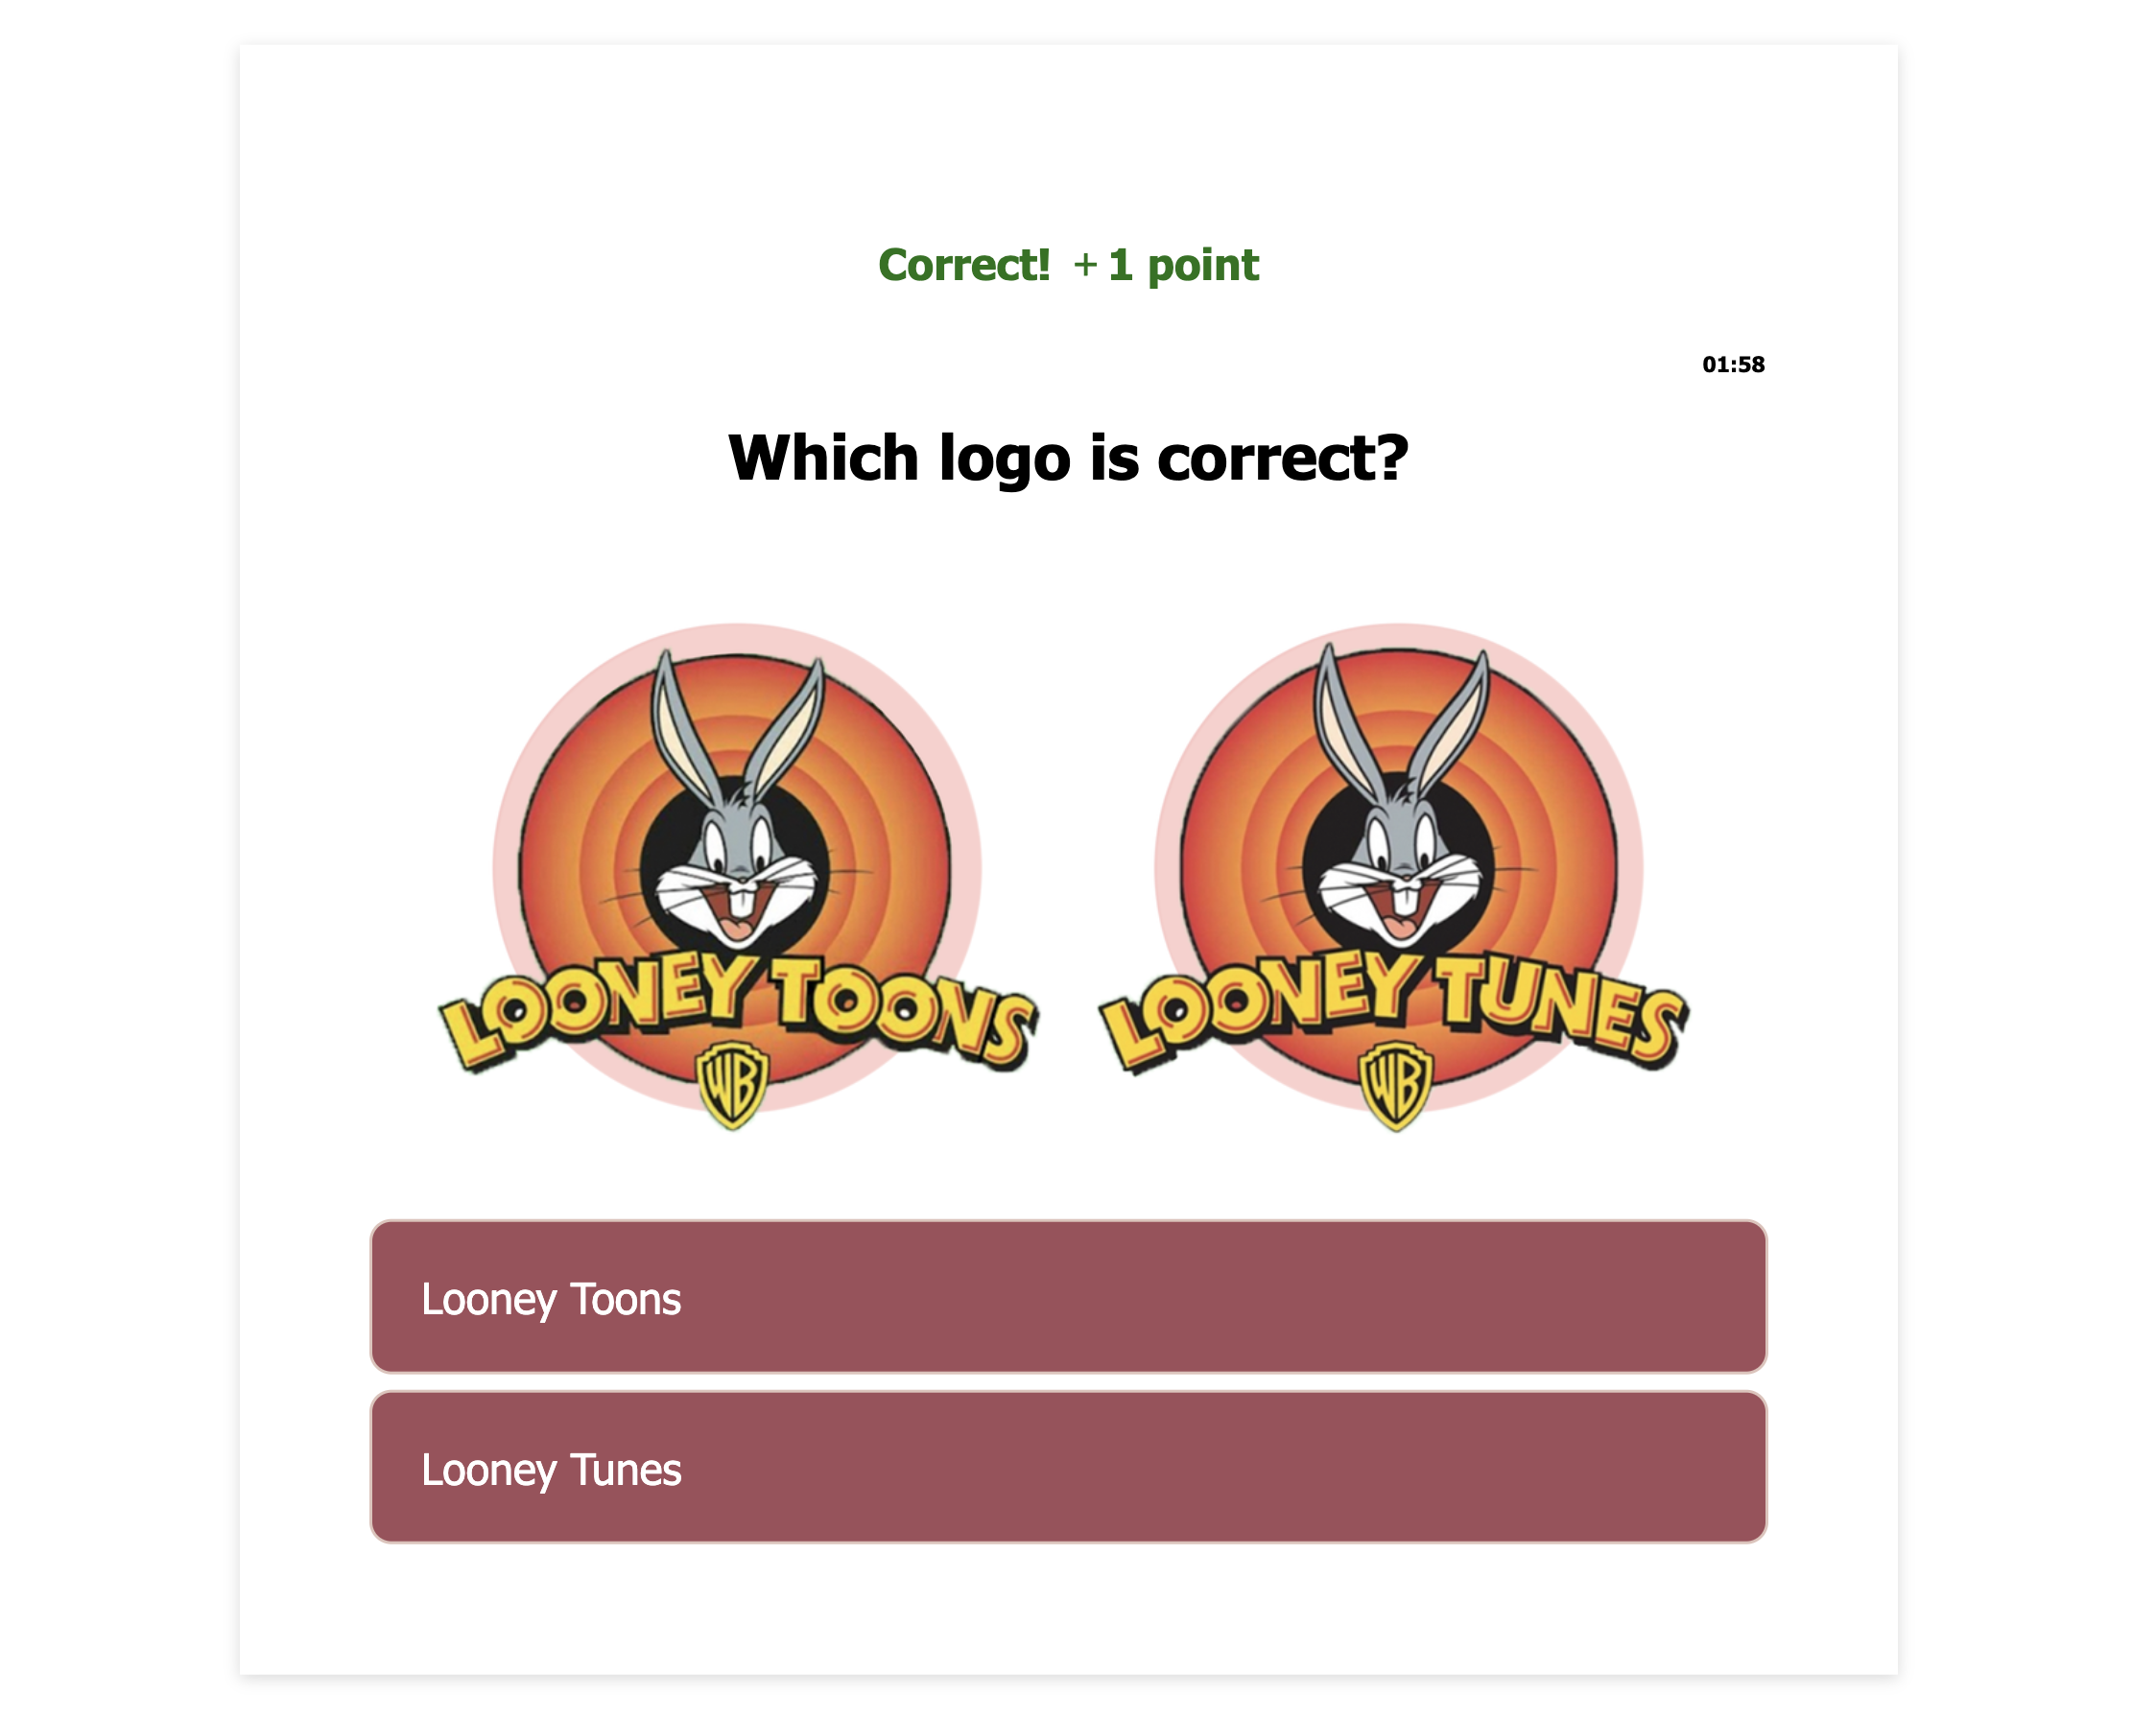 Correct! +1 point
01:58
Which logo is correct?
LOONEY TOONS
WB
LOONEY TUNES
WB
Looney Toons
Looney Tunes